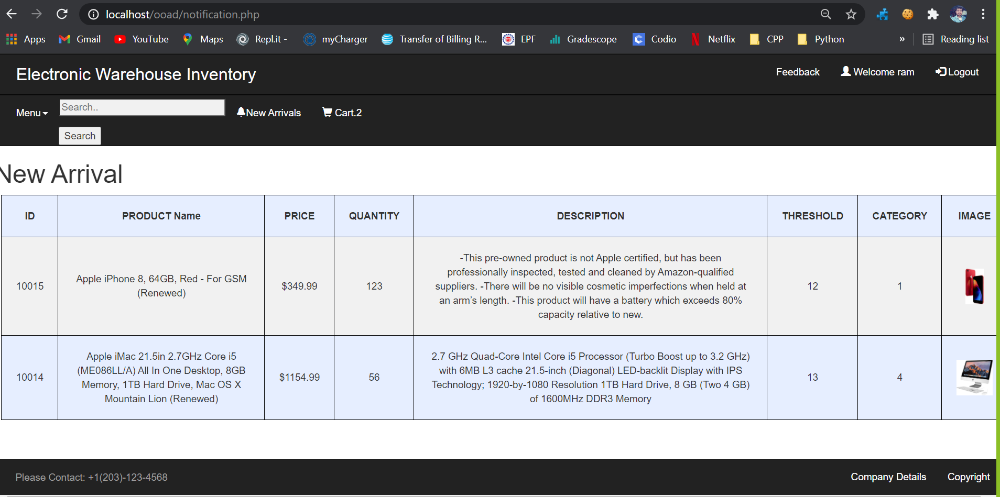 localhost/ooad/notification.php
Apps Gmail YouTube Maps Repl.it - myCharger Transfer of Billing R... EPF Gradescope Codio Netflix CPP Python » Reading list
Electronic Warehouse Inventory Feedback Welcome ram Logout
Menu Search.. New Arrivals Cart.2
Search
New Arrival
ID PRODUCT Name PRICE QUANTITY DESCRIPTION THRESHOLD CATEGORY IMAGE
10015
Apple iPhone 8, 64GB, Red - For GSM
(Renewed)
$349.99
123
-This pre-owned product is not Apple certified, but has been
professionally inspected, tested and cleaned by Amazon-qualified
suppliers. -There will be no visible cosmetic imperfections when held at
an arm’s length. -This product will have a battery which exceeds 80%
capacity relative to new.
12
1
10014
Apple iMac 21.5in 2.7GHz Core i5
(ME086LL/A) All In One Desktop, 8GB
Memory, 1TB Hard Drive, Mac OS X
Mountain Lion (Renewed)
$1154.99
56
2.7 GHz Quad-Core Intel Core i5 Processor (Turbo Boost up to 3.2 GHz)
with 6MB L3 cache 21.5-inch (Diagonal) LED-backlit Display with IPS
Technology; 1920-by-1080 Resolution 1TB Hard Drive, 8 GB (Two 4 GB)
of 1600MHz DDR3 Memory
13
4
Please Contact: +1(203)-123-4568 Company Details Copyright